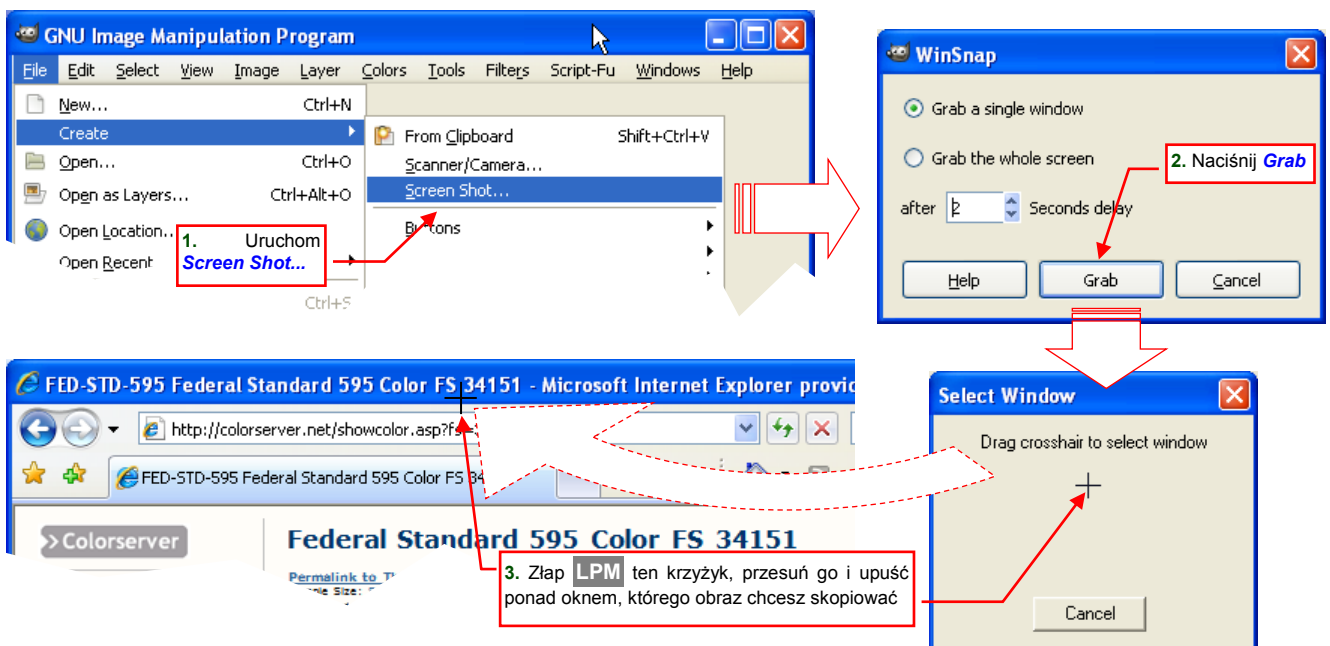 GNU Image Manipulation Program
File Edit Select View Image Layer Colors Tools Filters Script-Fu Windows Help
New... Ctrl+N
Create
Open... Ctrl+O
Open as Layers... Ctrl+Alt+O
Open Location..
Open Recent
Ctrl+S
From Clipboard Shift+Ctrl+V
Scanner/Camera...
Screen Shot...
Buttons
1. Uruchom
Screen Shot...
WinSnap
Grab a single window
Grab the whole screen
after 2 Seconds delay
Help Grab Cancel
2. Naciśnij Grab
FED-STD-595 Federal Standard 595 Color FS 34151 - Microsoft Internet Explorer provid
http://colorserver.net/showcolor.asp?fs=
FED-STD-595 Federal Standard 595 Color FS 34
Colorserver
Federal Standard 595 Color FS 34151
Permalink to
Size:
3. Złap LPM ten krzyżyk, przesuń go i upuść
ponad oknem, którego obraz chcesz skopiować
Select Window
Drag crosshair to select window
Cancel